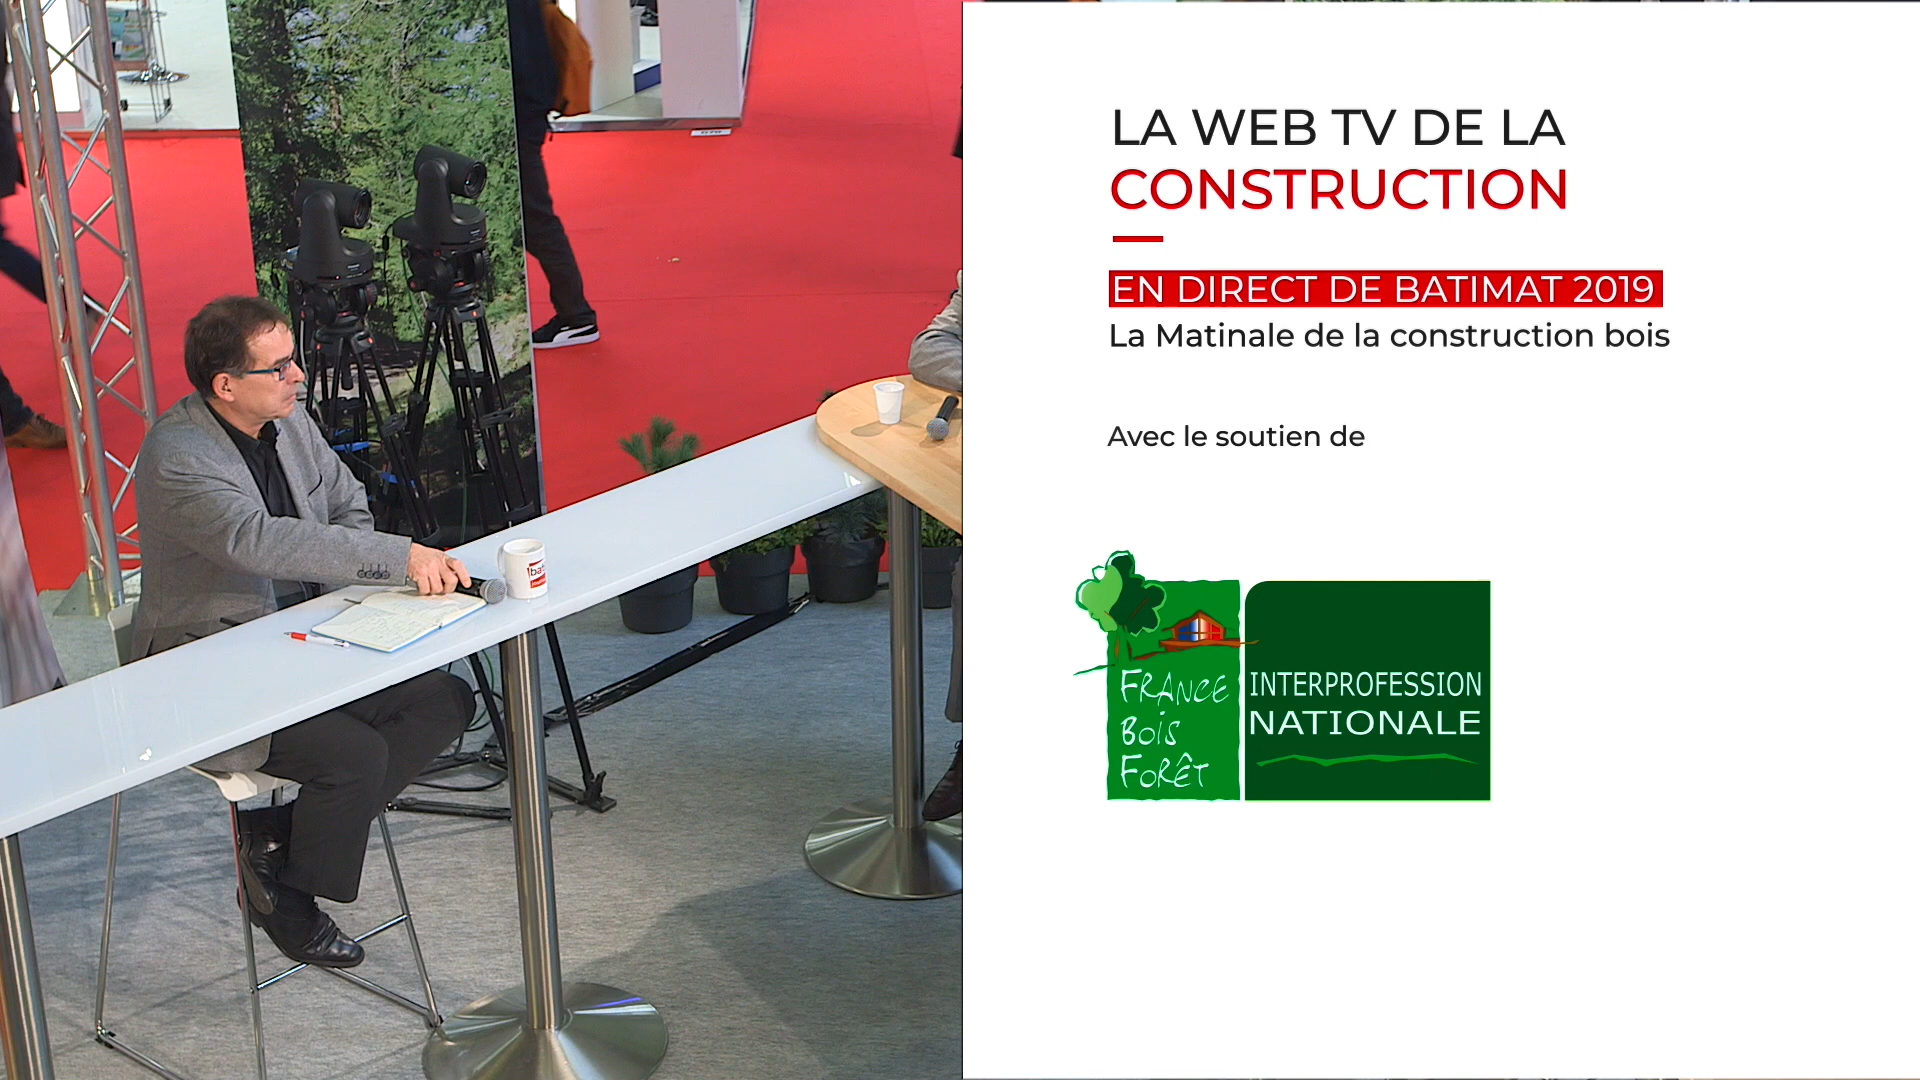 LA WEB TV DE LA
CONSTRUCTION
EN DIRECT DE BATIMAT 2019
La Matinale de la construction bois
Avec le soutien de
FRANCE
BOIS
FORÊT
INTERPROFESSION
NATIONALE